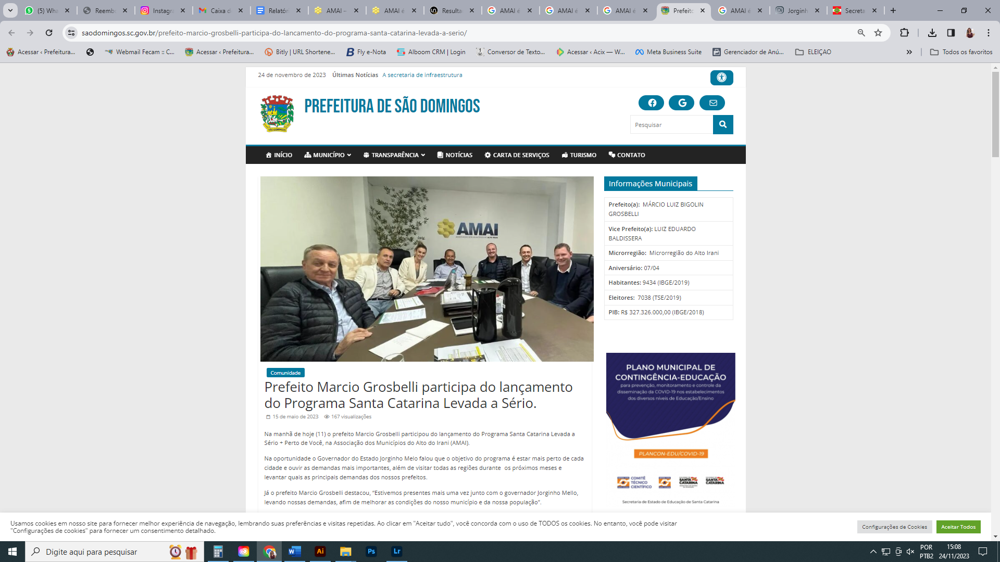 (5) Wha
Reemb
Instagra
Caixa d
Relatóri
AMAI –
AMAI é
Resulta
AMAI é
AMAI é
AMAI é
Prefeito
AMAI é
Jorginh
Secreta
saodomingos.sc.gov.br/prefeito-marcio-grosbelli-participa-do-lancamento-do-programa-santa-catarina-levada-a-serio/
Acessar ‹ Prefeitura...
Webmail Fecam :: C...
Acessar ‹ Prefeitura...
Bitly | URL Shortene...
Fly e-Nota
Alboom CRM | Login
Conversor de Texto...
Acessar ‹ Acix — W...
Meta Business Suite
Gerenciador de Anú...
ELEIÇAO
Todos os favoritos
24 de novembro de 2023 Últimas Notícias A secretaria de infraestrutura
PREFEITURA DE SÃO DOMINGOS
SÃO DOMINGOS
Pesquisar
INÍCIO MUNICÍPIO TRANSPARÊNCIA NOTÍCIAS CARTA DE SERVIÇOS TURISMO CONTATO
AMAI
ASSOCIAÇÃO DOS MUNICÍPIOS DO ALTO IRANI
Comunidade
Prefeito Marcio Grosbelli participa do lançamento
do Programa Santa Catarina Levada a Sério.
15 de maio de 2023 167 visualizações
Na manhã de hoje (11) o prefeito Marcio Grosbelli participou do lançamento do Programa Santa Catarina Levada a
Sério + Perto de Você, na Associação dos Municípios do Alto do Irani (AMAI).
Na oportunidade o Governador do Estado Jorginho Melo falou que o objetivo do programa é estar mais perto de cada
cidade e ouvir as demandas mais importantes, além de visitar todas as regiões durante os próximos meses e
levantar quais as principais demandas dos nossos prefeitos.
Já o prefeito Marcio Grosbelli destacou, “Estivemos presentes mais uma vez junto com o governador Jorginho Mello,
levando nossas demandas, afim de melhorar as condições do nosso município e da nossa população”.
Informações Municipais
Prefeito(a): MÁRCIO LUIZ BIGOLIN
GROSBELLI
Vice Prefeito(a): LUIZ EDUARDO
BALDISSERA
Microrregião: Microrregião do Alto Irani
Aniversário: 07/04
Habitantes: 9434 (IBGE/2019)
Eleitores: 7038 (TSE/2019)
PIB: R$ 327.326.000,00 (IBGE/2018)
PLANO MUNICIPAL DE
CONTINGÊNCIA-EDUCAÇÃO
para prevenção, monitoramento e controle da
disseminação da COVID-19 nos estabelecimentos
dos diversos níveis de Educação/Ensino
PLANCON-EDU/COVID-19
COMITÊ
TÉCNICO
CIENTÍFICO
SANTA
CATARINA
SANTA
CATARINA
Secretaria de Estado de Educação de Santa Catarina
Usamos cookies em nosso site para fornecer melhor experiência de navegação, lembrando suas preferências e visitas repetidas. Ao clicar em "Aceitar tudo", você concorda com o uso de TODOS os cookies. No entanto, você pode visitar
"Configurações de cookies" para fornecer um consentimento detalhado.
Configurações de Cookies
Aceitar Todos
Digite aqui para pesquisar
Ai
Ps
Lr
POR
PTB2
15:08
24/11/2023